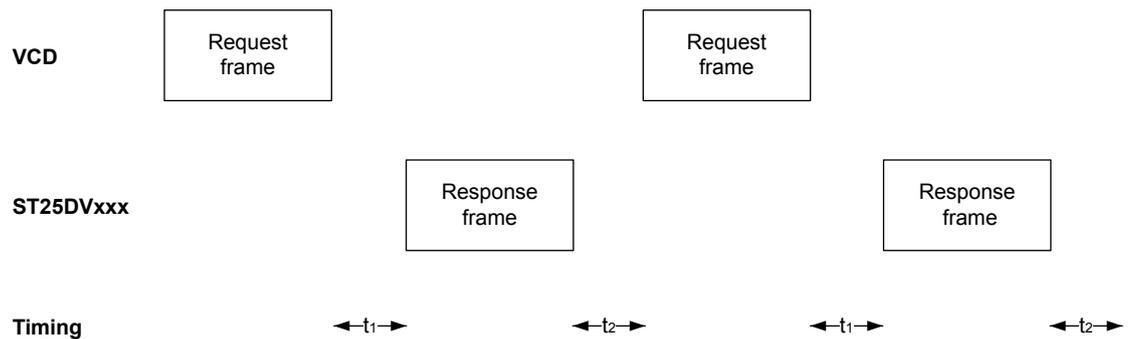 VCD
Request
frame
Request
frame
ST25DVxxx
Response
frame
Response
frame
Timing
t1
t2
t1
t2